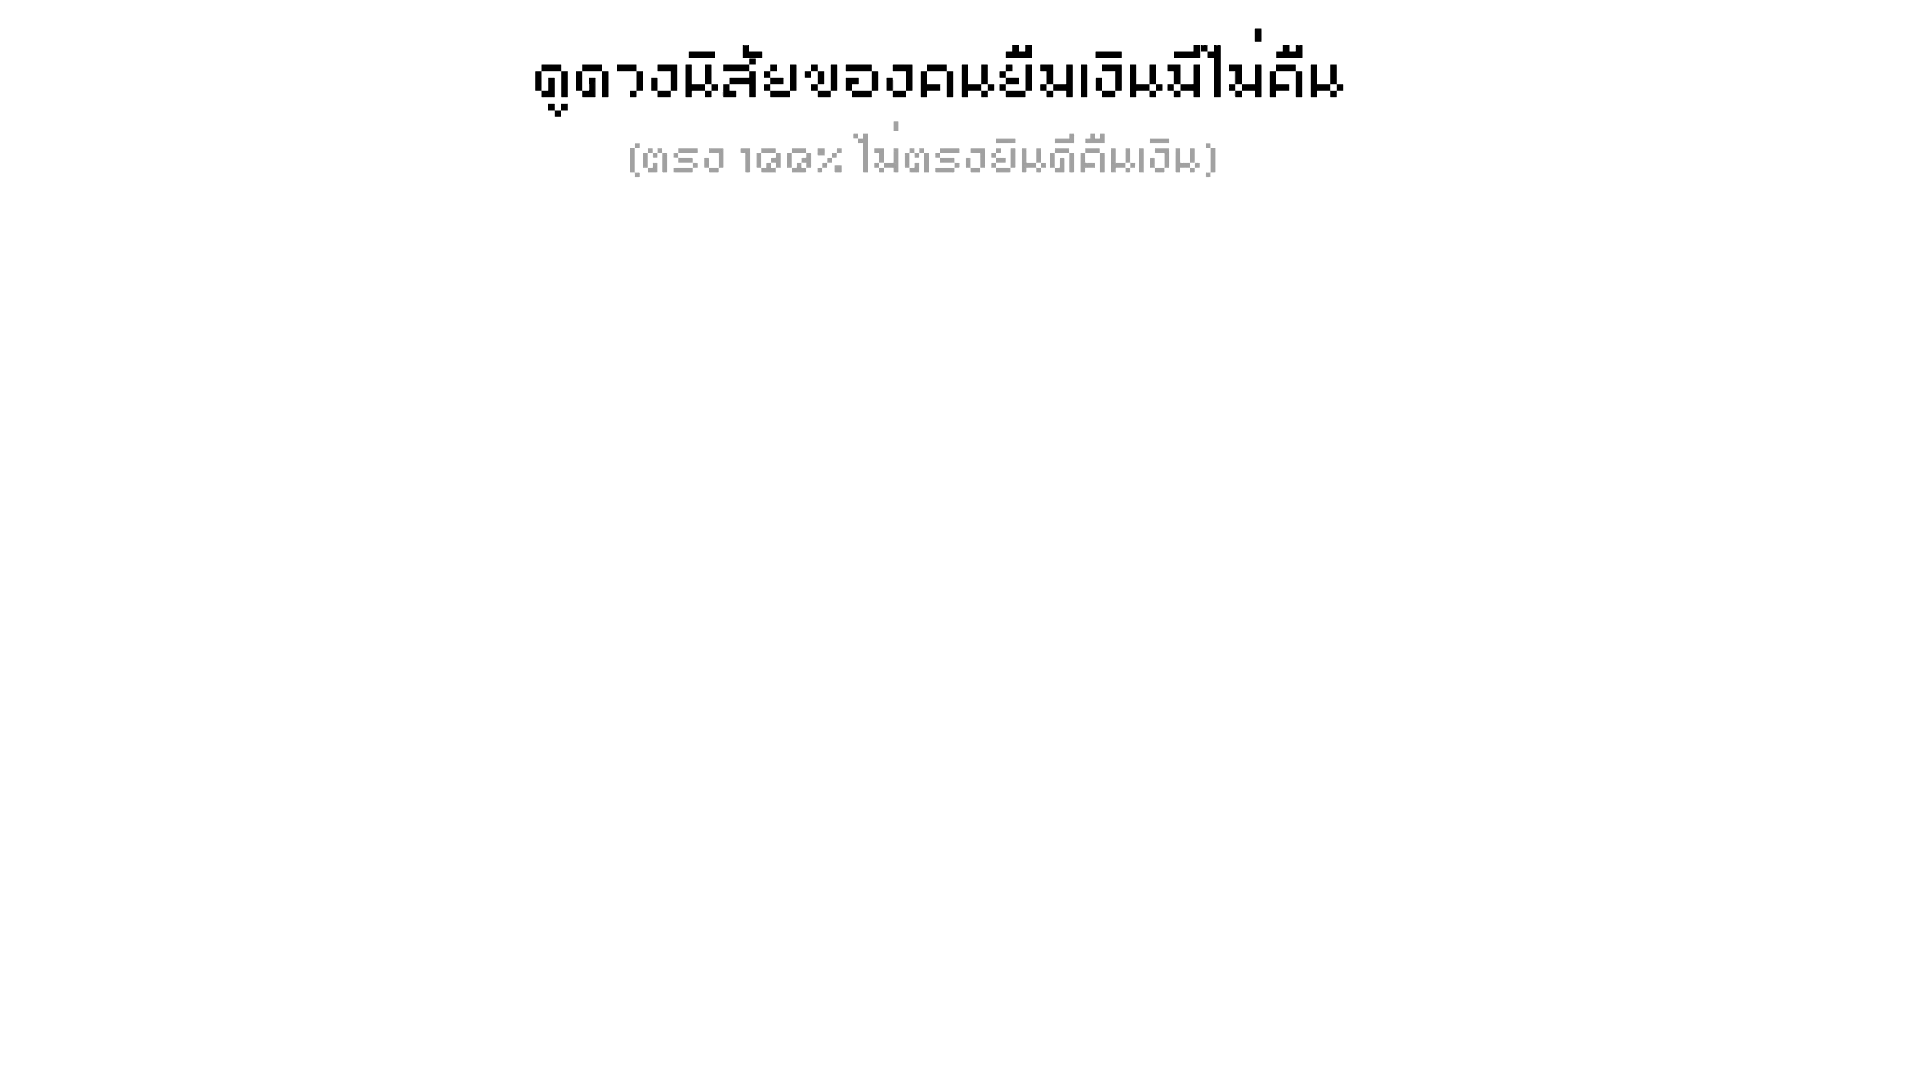 ดูดวงนิสัยของคนยืมเงินมีไม่คืน
(ตรง 100% ไม่ตรงยินดีคืนเงิน)